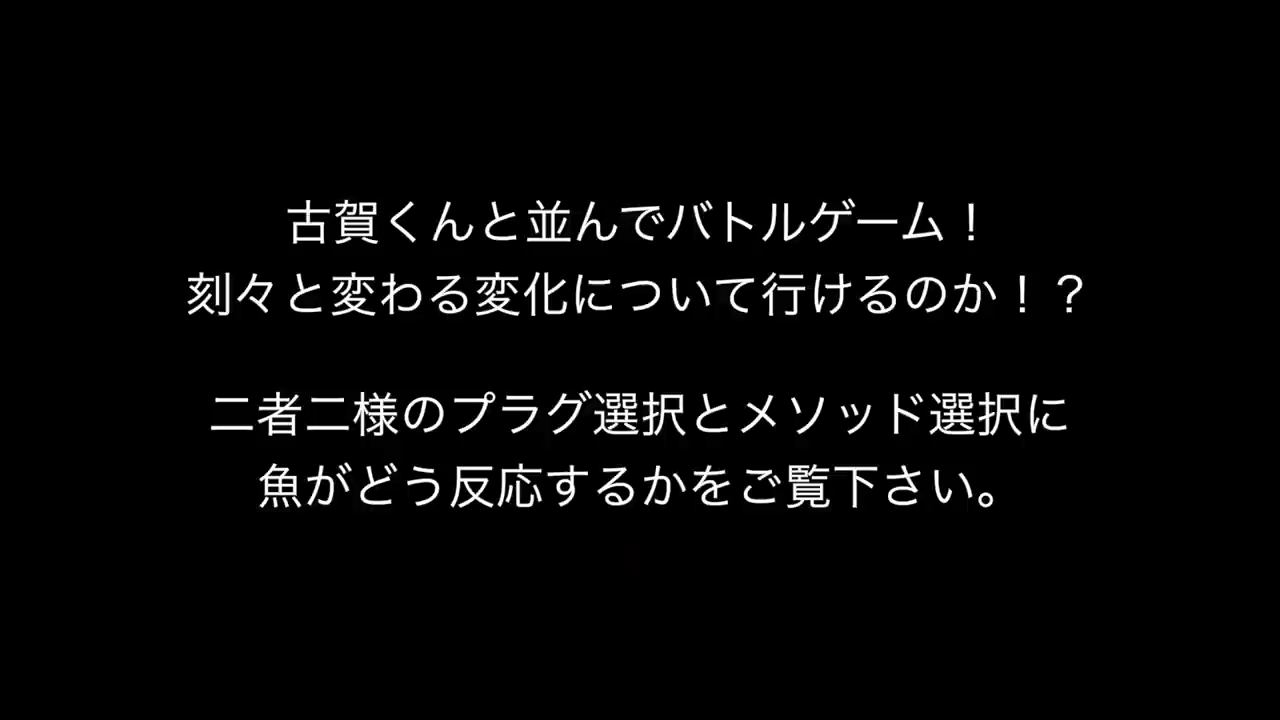 古賀くんと並んでバトルゲーム！
刻々と変わる変化について行けるのか！？
二者二様のプラグ選択とメソッド選択に
魚がどう反応するかをご覧下さい。